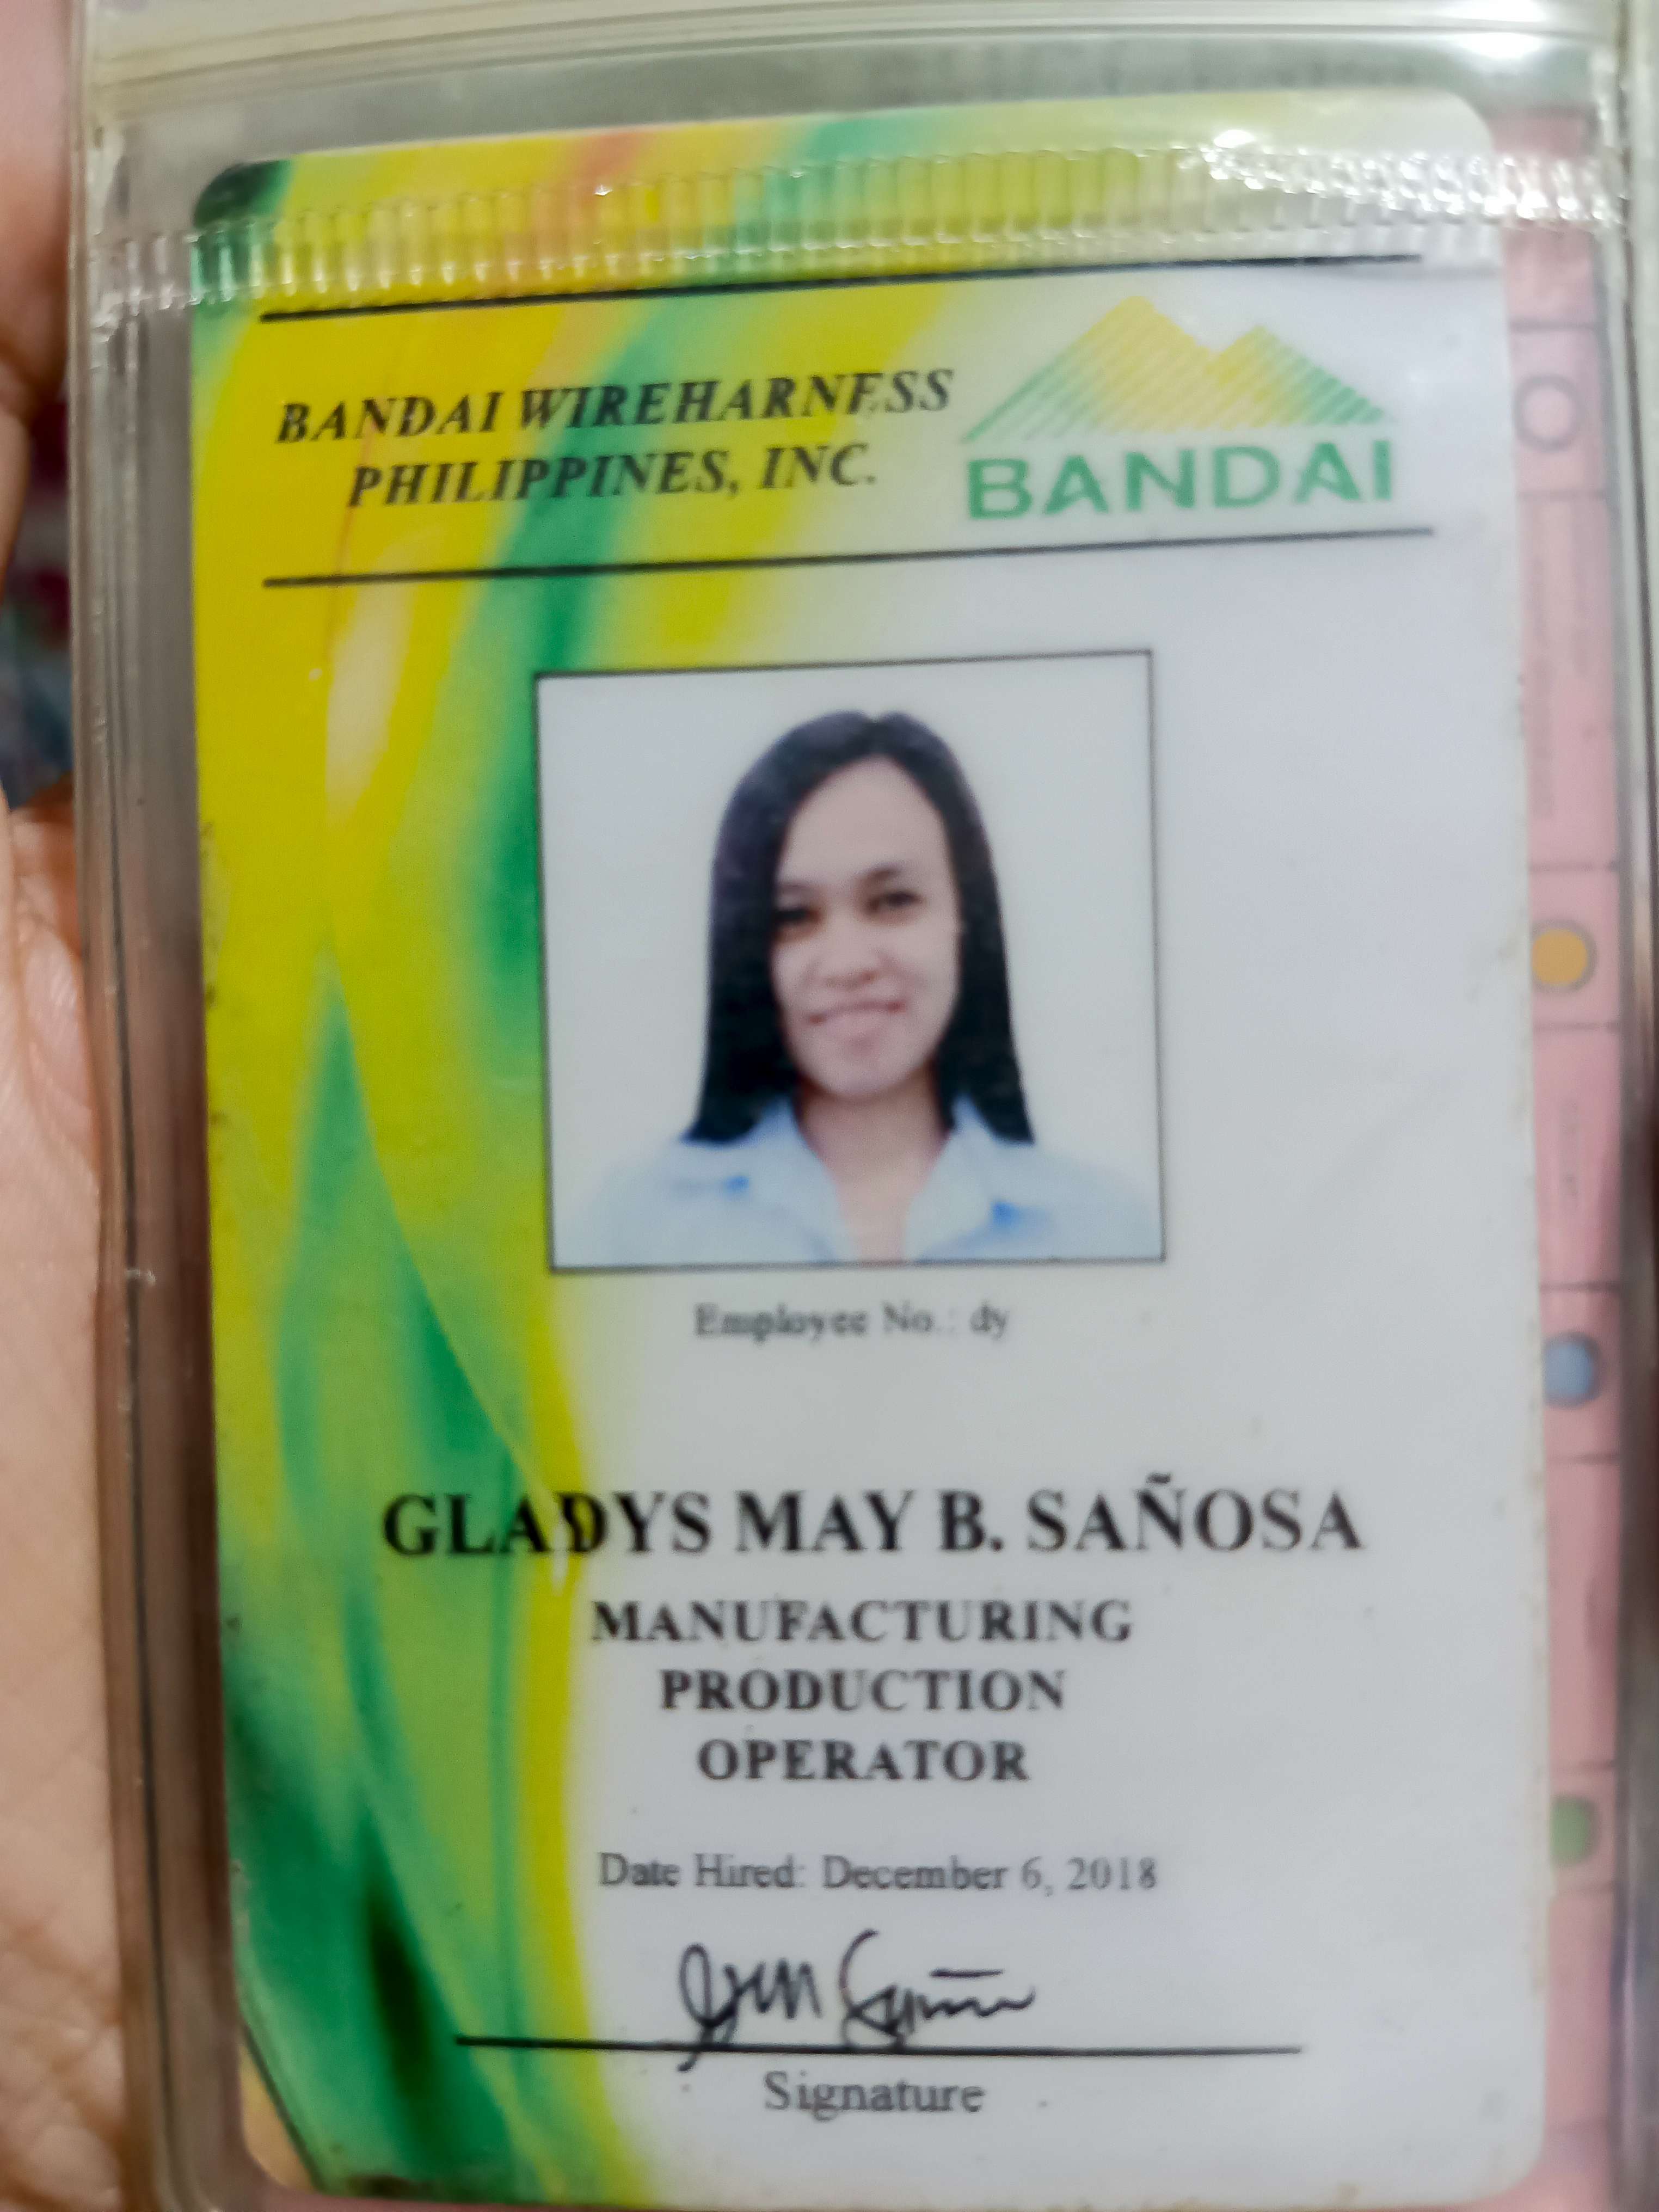 BANDAI WIREHARNESS
PHILIPPINES, INC.
BANDAI
Employee No.: dy
GLADYS MAY B. SAÑOSA
MANUFACTURING
PRODUCTION
OPERATOR
Date Hired: December 6, 2018
Signature